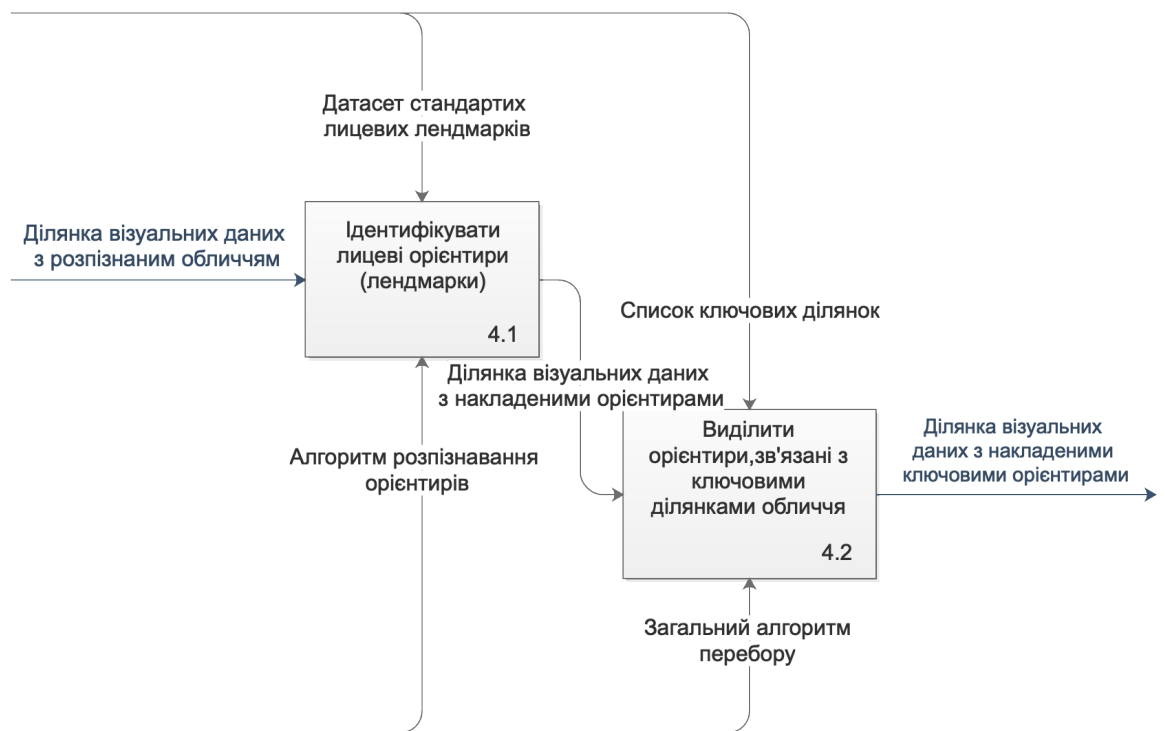 Датасет стандартих
лицевих лендмарків
Ділянка візуальних даних
з розпізнаним обличчям
Ідентифікувати
лицеві орієнтири
(лендмарки)
4.1
Список ключових ділянок
Ділянка візуальних даних
з накладеними орієнтирами
Алгоритм розпізнавання
орієнтирів
Виділити
орієнтири,зв'язані з
ключовими
ділянками обличчя
4.2
Ділянка візуальних
даних з накладеними
ключовими орієнтирами
Загальний алгоритм
перебору